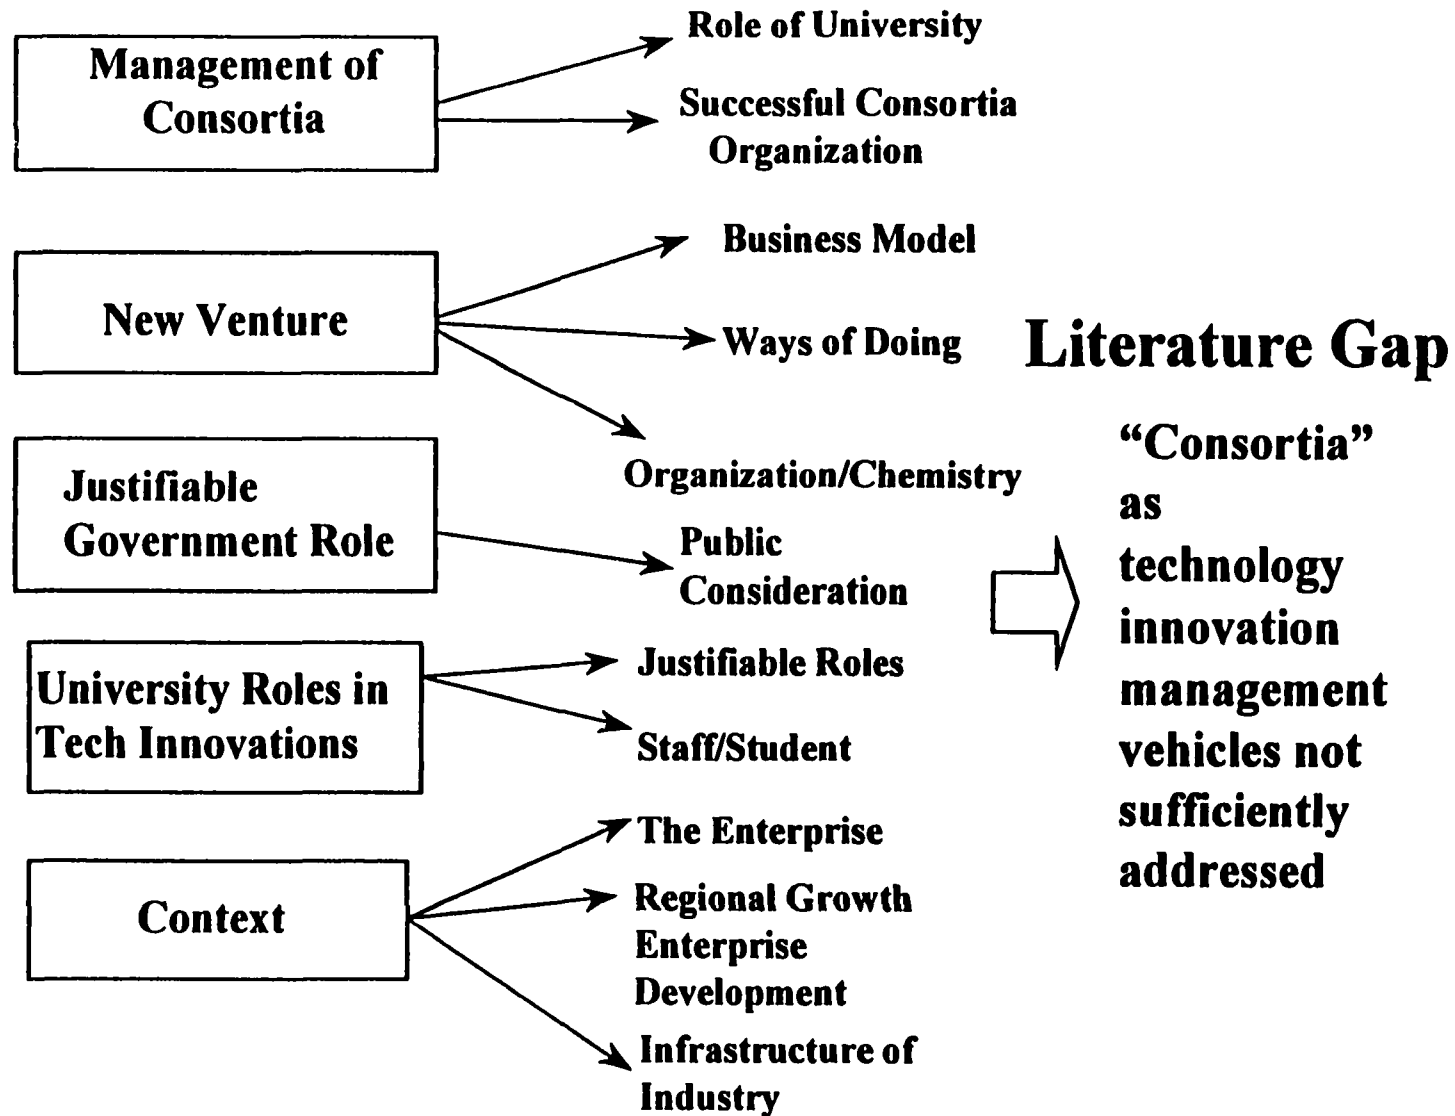 Management of
Consortia
Role of University
Successful Consortia
Organization
New Venture
Business Model
Ways of Doing
Organization/Chemistry
Justifiable
Government Role
Public
Consideration
University Roles in
Tech Innovations
Justifiable Roles
Staff/Student
Context
The Enterprise
Regional Growth
Enterprise
Development
Infrastructure of
Industry
Literature Gap
“Consortia”
as
technology
innovation
management
vehicles not
sufficiently
addressed